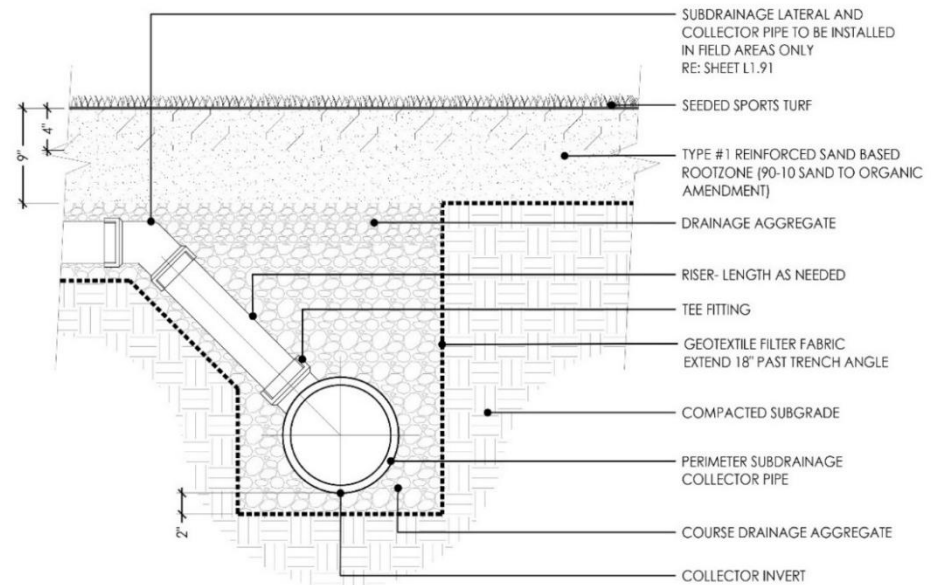 SUBDRAINAGE LATERAL AND
COLLECTOR PIPE TO BE INSTALLED
IN FIELD AREAS ONLY
RE: SHEET L1.91
SEEDED SPORTS TURF
4"
9"
TYPE #1 REINFORCED SAND BASED
ROOTZONE (90-10 SAND TO ORGANIC
AMENDMENT)
DRAINAGE AGGREGATE
RISER- LENGTH AS NEEDED
TEE FITTING
GEOTEXTILE FILTER FABRIC
EXTEND 18" PAST TRENCH ANGLE
COMPACTED SUBGRADE
PERIMETER SUBDRAINAGE
COLLECTOR PIPE
2"
COURSE DRAINAGE AGGREGATE
COLLECTOR INVERT